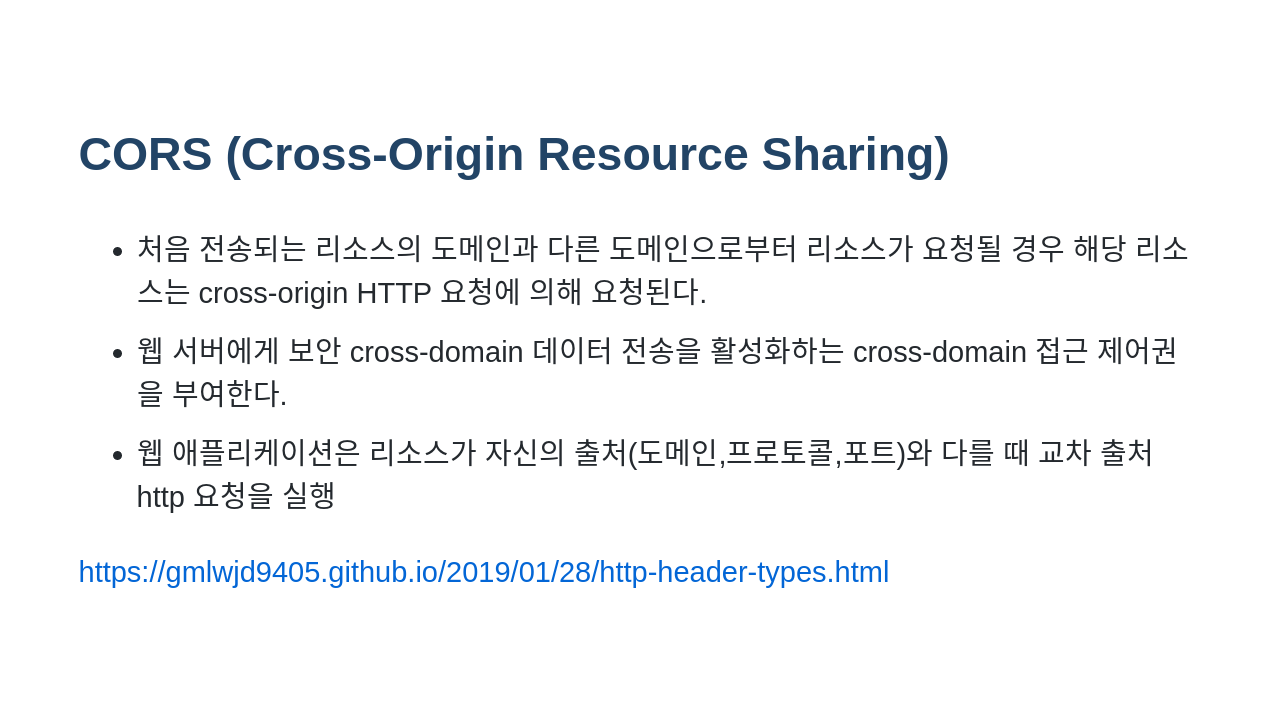 CORS (Cross-Origin Resource Sharing)
• 처음 전송되는 리소스의 도메인과 다른 도메인으로부터 리소스가 요청될 경우 해당 리소
스는 cross-origin HTTP 요청에 의해 요청된다.
• 웹 서버에게 보안 cross-domain 데이터 전송을 활성화하는 cross-domain 접근 제어권
을 부여한다.
• 웹 애플리케이션은 리소스가 자신의 출처(도메인,프로토콜,포트)와 다를 때 교차 출처
http 요청을 실행
https://gmlwjd9405.github.io/2019/01/28/http-header-types.html